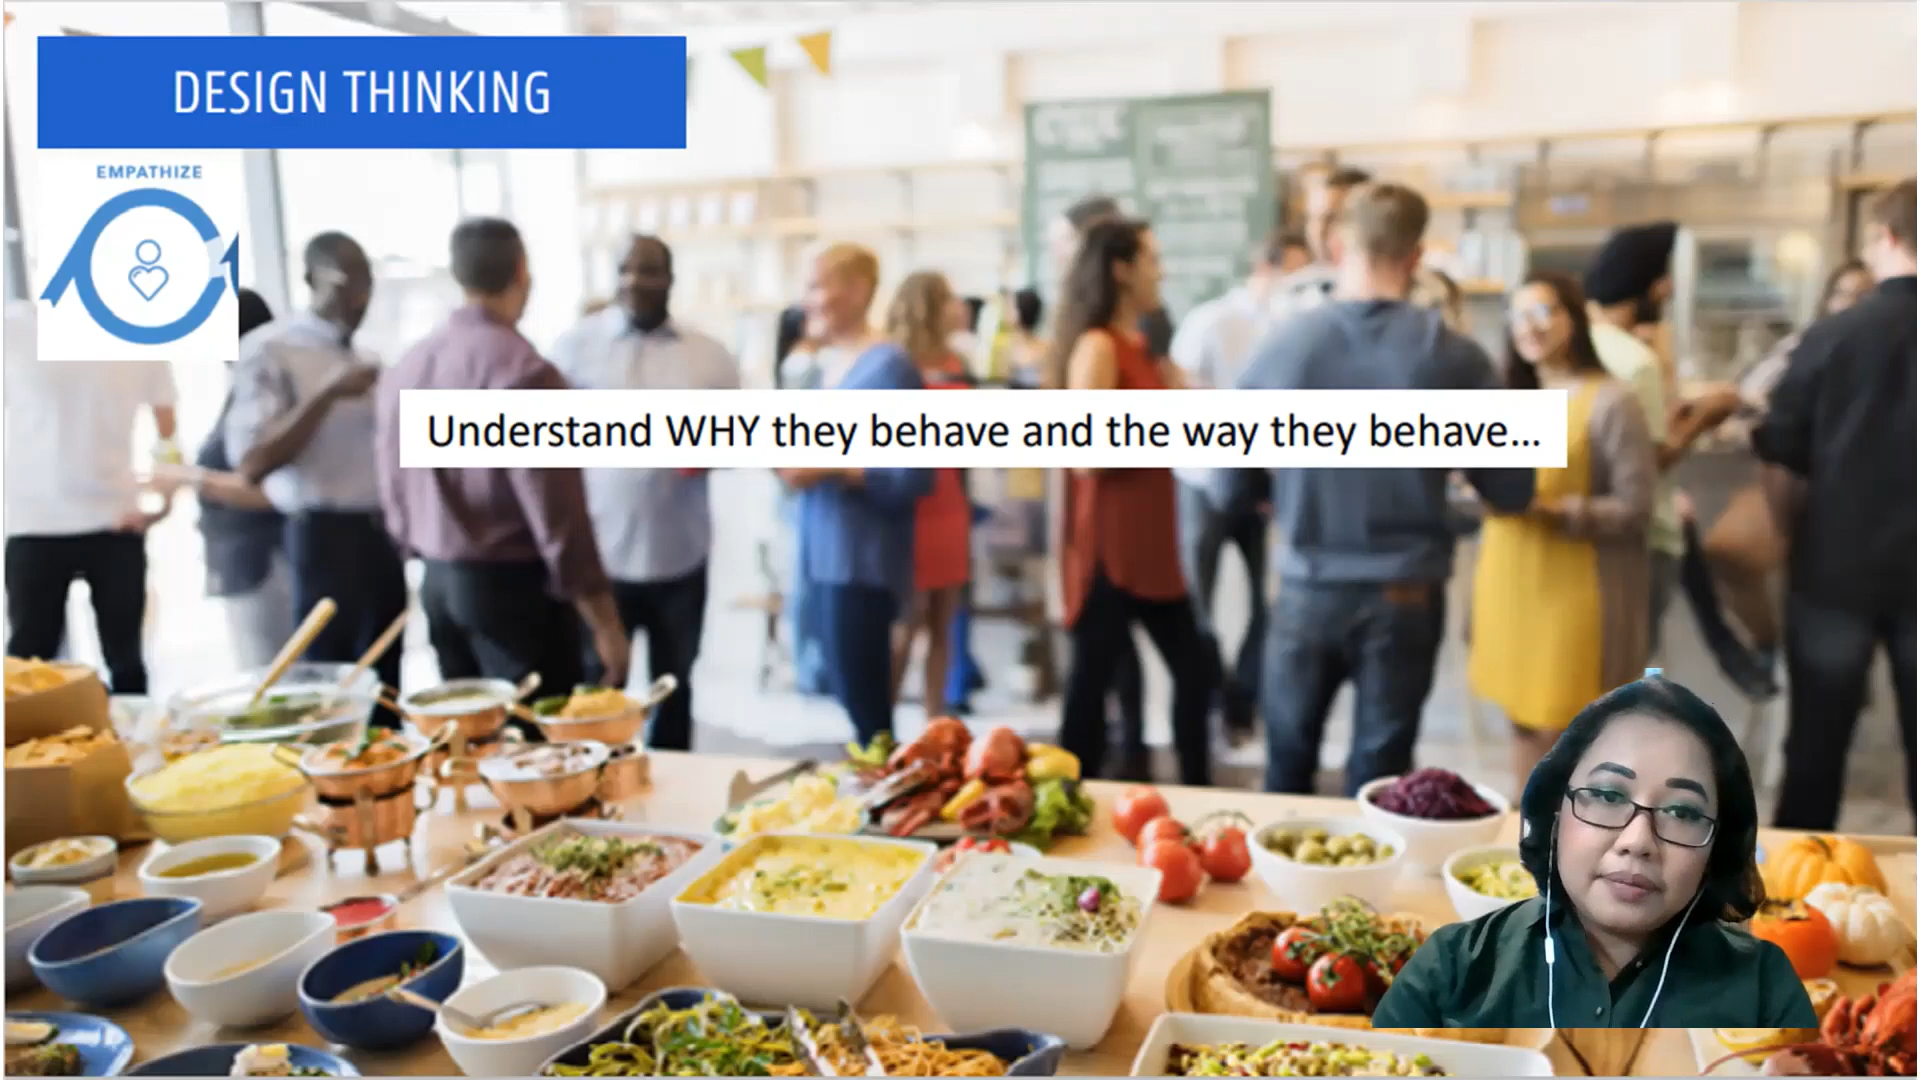 DESIGN THINKING
EMPATHIZE
Understand WHY they behave and the way they behave...